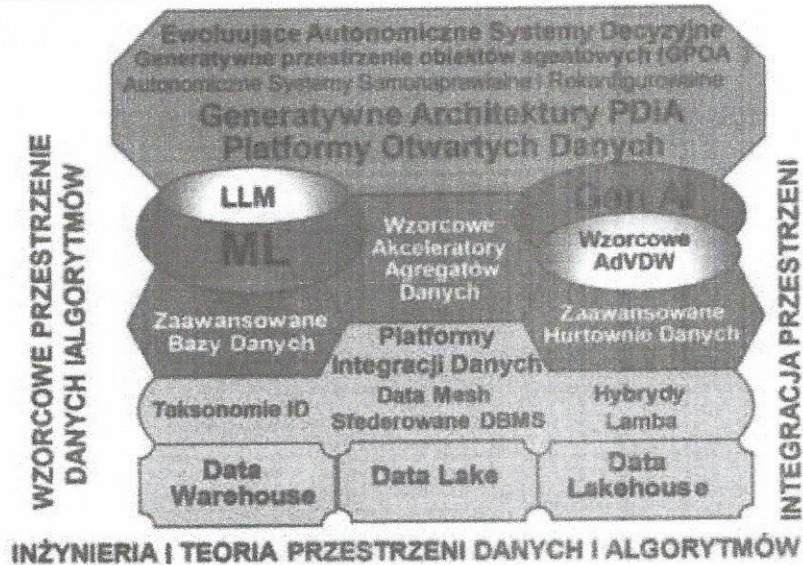 Ewoluujące Autonomiczne Systemy Decyzyjne
Generatywne przestrzenie obiektów agentowych (GPOA )
Autonomiczne Systemy Samonaprawialne i Rekonfigurowalne
Generatywne Architektury PDiA
Platformy Otwartych Danych
LLM
ML
Wzorcowe
Akceleratory
Agregatów
Danych
Gen AI
Wzorcowe
AdVDW
Zaawansowane
Bazy Danych
Platformy
Integracji Danych
Zaawansowane
Hurtownie Danych
Taksonomie ID
Data Mesh
Sfederowane DBMS
Hybrydy
Lamba
Data
Warehouse
Data Lake
Data
Lakehouse
WZORCOWE PRZESTRZENIE
DANYCH IALGORYTMÓW
INTEGRACJA PRZESTRZENI
INŻYNIERIA I TEORIA PRZESTRZENI DANYCH I ALGORYTMÓW